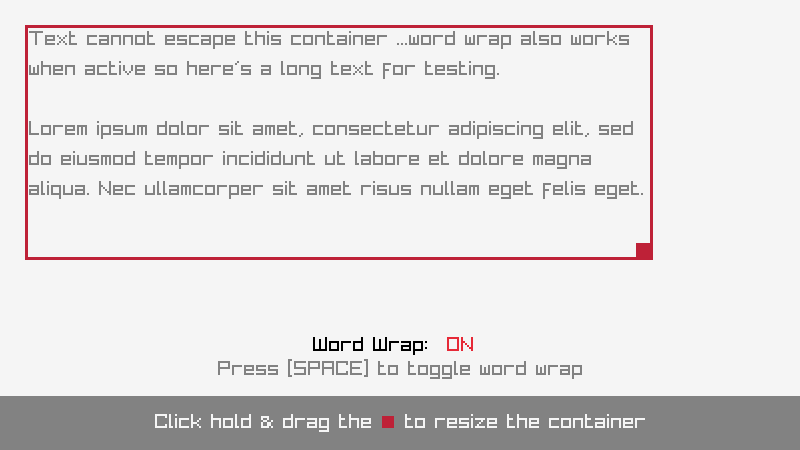 Text cannot escape this container ...word wrap also works
when active so here's a long text for testing.
Lorem ipsum dolor sit amet, consectetur adipiscing elit, sed
do eiusmod tempor incididunt ut labore et dolore magna
aliqua. Nec ullamcorper sit amet risus nullam eget felis eget.
Word Wrap: ON
Press [SPACE] to toggle word wrap
Click hold & drag the to resize the container